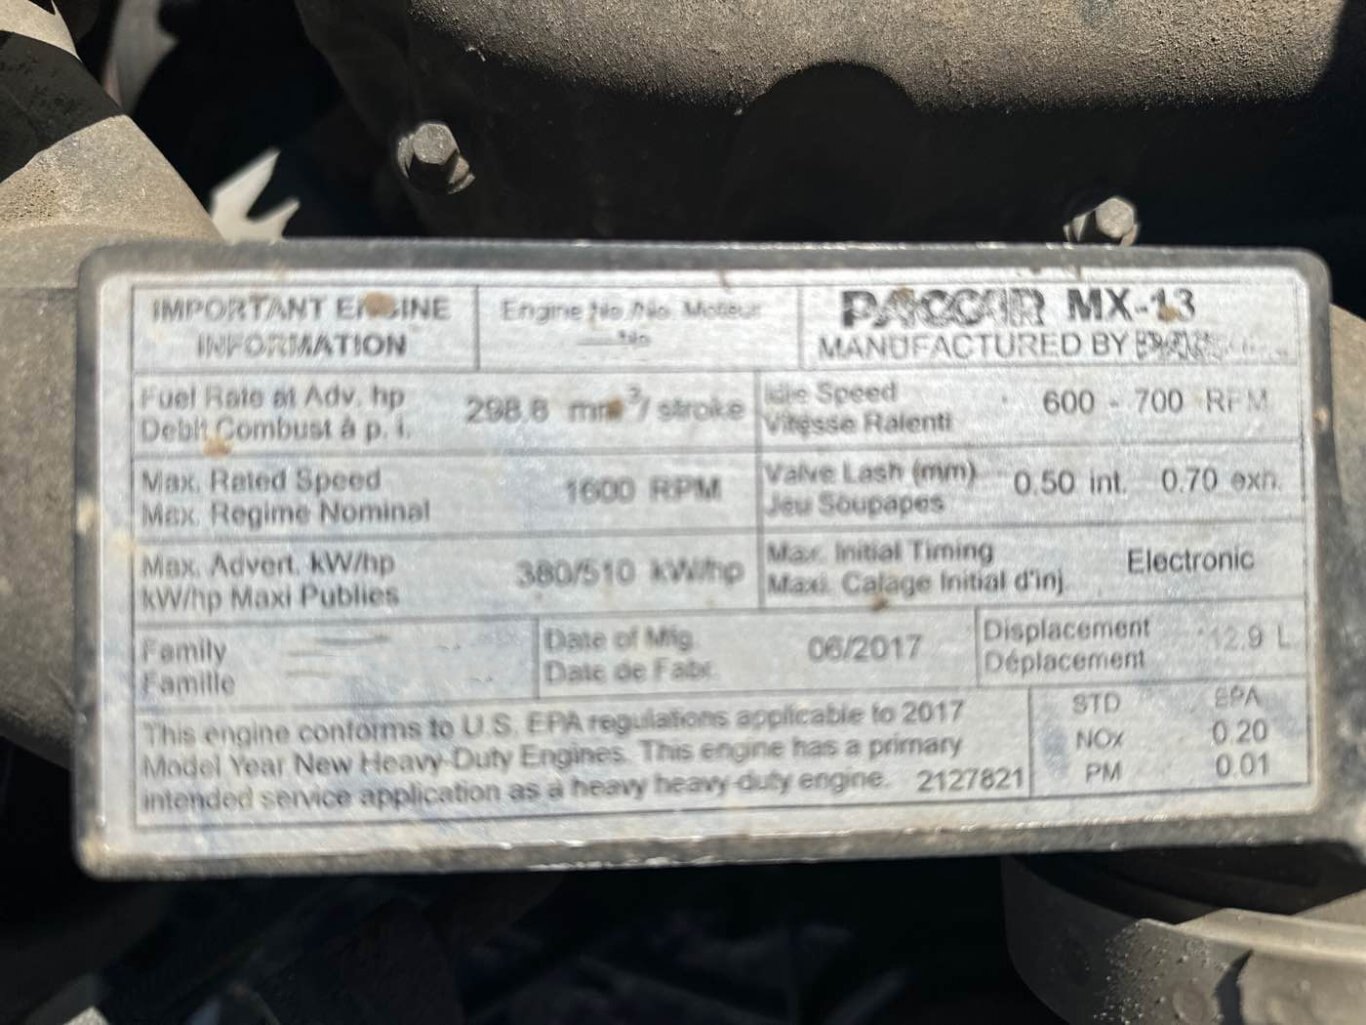 IMPORTANT ENGINE
INFORMATION
Engine No./No. Moteur
PACCAR MX-13
MANUFACTURED BY
Fuel Rate at Adv. hp
Debit Combust à p. i.
298.8 mm³/ stroke
Idle Speed
Vitesse Ralenti
600 - 700 RPM
Max. Rated Speed
Max. Regime Nominal
1600 RPM
Valve Lash (mm)
Jeu Soupapes
0.50 int. 0.70 exh.
Max. Advert. kW/hp
kW/hp Maxi Publies
380/510 kW/hp
Max. Initial Timing
Maxi. Calage Initial d'inj.
Electronic
Family
Famille
Date of Mfg.
Date de Fabr.
06/2017
Displacement
Déplacement
12.9 L
This engine conforms to U.S. EPA regulations applicable to 2017
Model Year New Heavy-Duty Engines. This engine has a primary
intended service application as a heavy heavy-duty engine. 2127821
STD EPA
NOx 0.20
PM 0.01